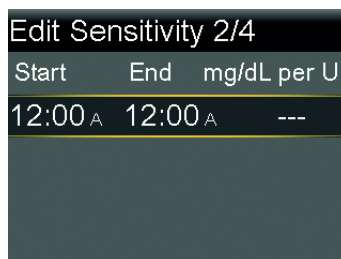 Edit Sensitivity 2/4
Start End mg/dL per U
12:00 A 12:00 A ---